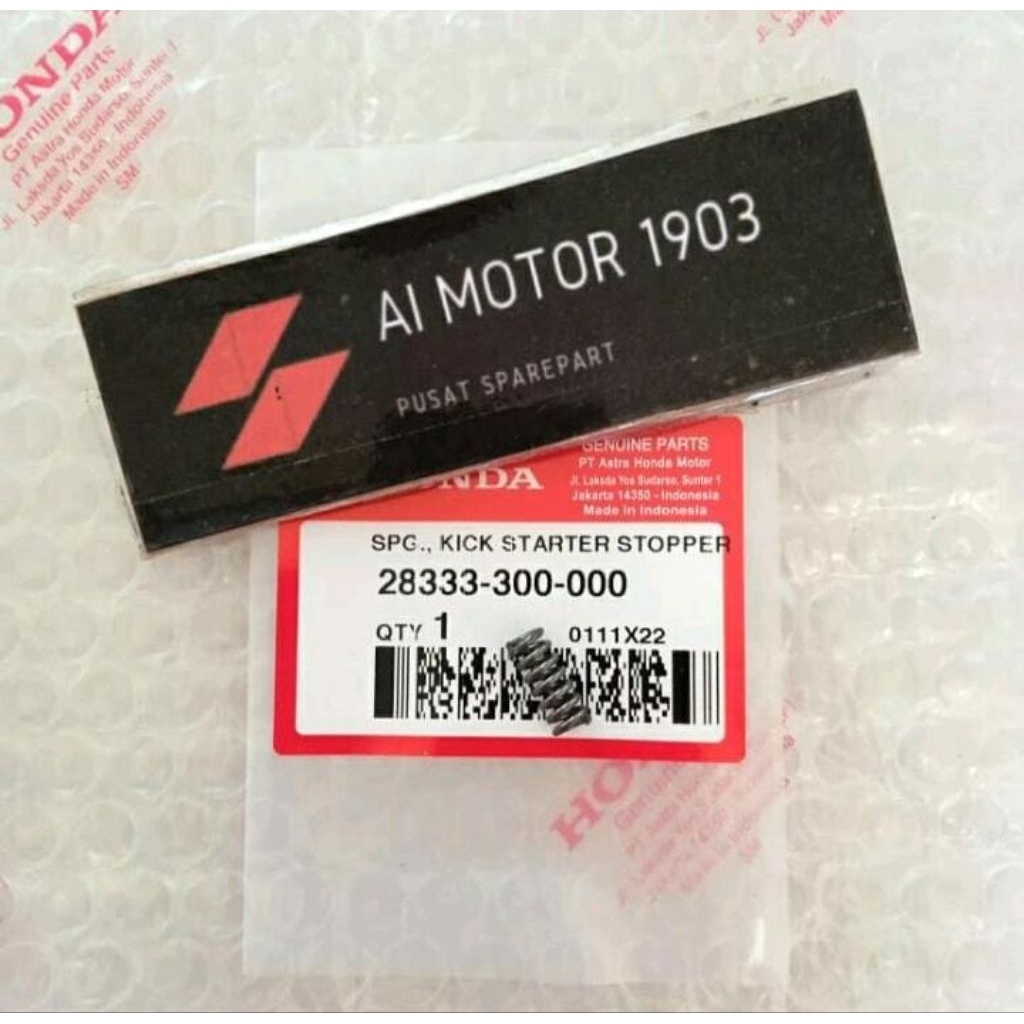 HONDA
Genuine Parts
PT Astra Honda Motor
Jl. Laksda Yos Sudarso, Sunter I
Jakarta 14350, Indonesia
Made in Indonesia
SM
AI MOTOR 1903
PUSAT SPAREPART
HONDA
GENUINE PARTS
PT Astra Honda Motor
Jl. Laksda Yos Sudarso, Sunter 1
Jakarta 14350 - Indonesia
Made in Indonesia
SPG., KICK STARTER STOPPER
28333-300-000
QTY 1
0111X22